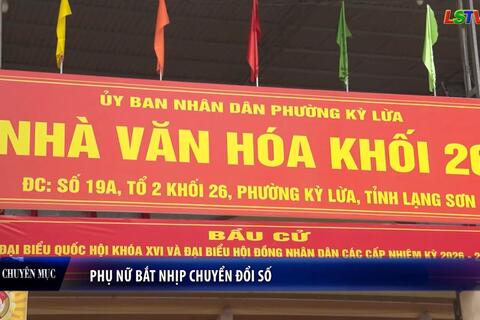 LSTV
ỦY BAN NHÂN DÂN PHƯỜNG KỲ LỪA
NHÀ VĂN HÓA KHỐI 26
ĐC: SỐ 19A, TỔ 2 KHỐI 26, PHƯỜNG KỲ LỪA, TỈNH LẠNG SƠN
BẦU CỬ
ĐẠI BIỂU QUỐC HỘI KHÓA XVI VÀ ĐẠI BIỂU HỘI ĐỒNG NHÂN DÂN CÁC CẤP NHIỆM KỲ 2026 - 2
CHUYÊN MỤC
PHỤ NỮ BẮT NHỊP CHUYỂN ĐỔI SỐ